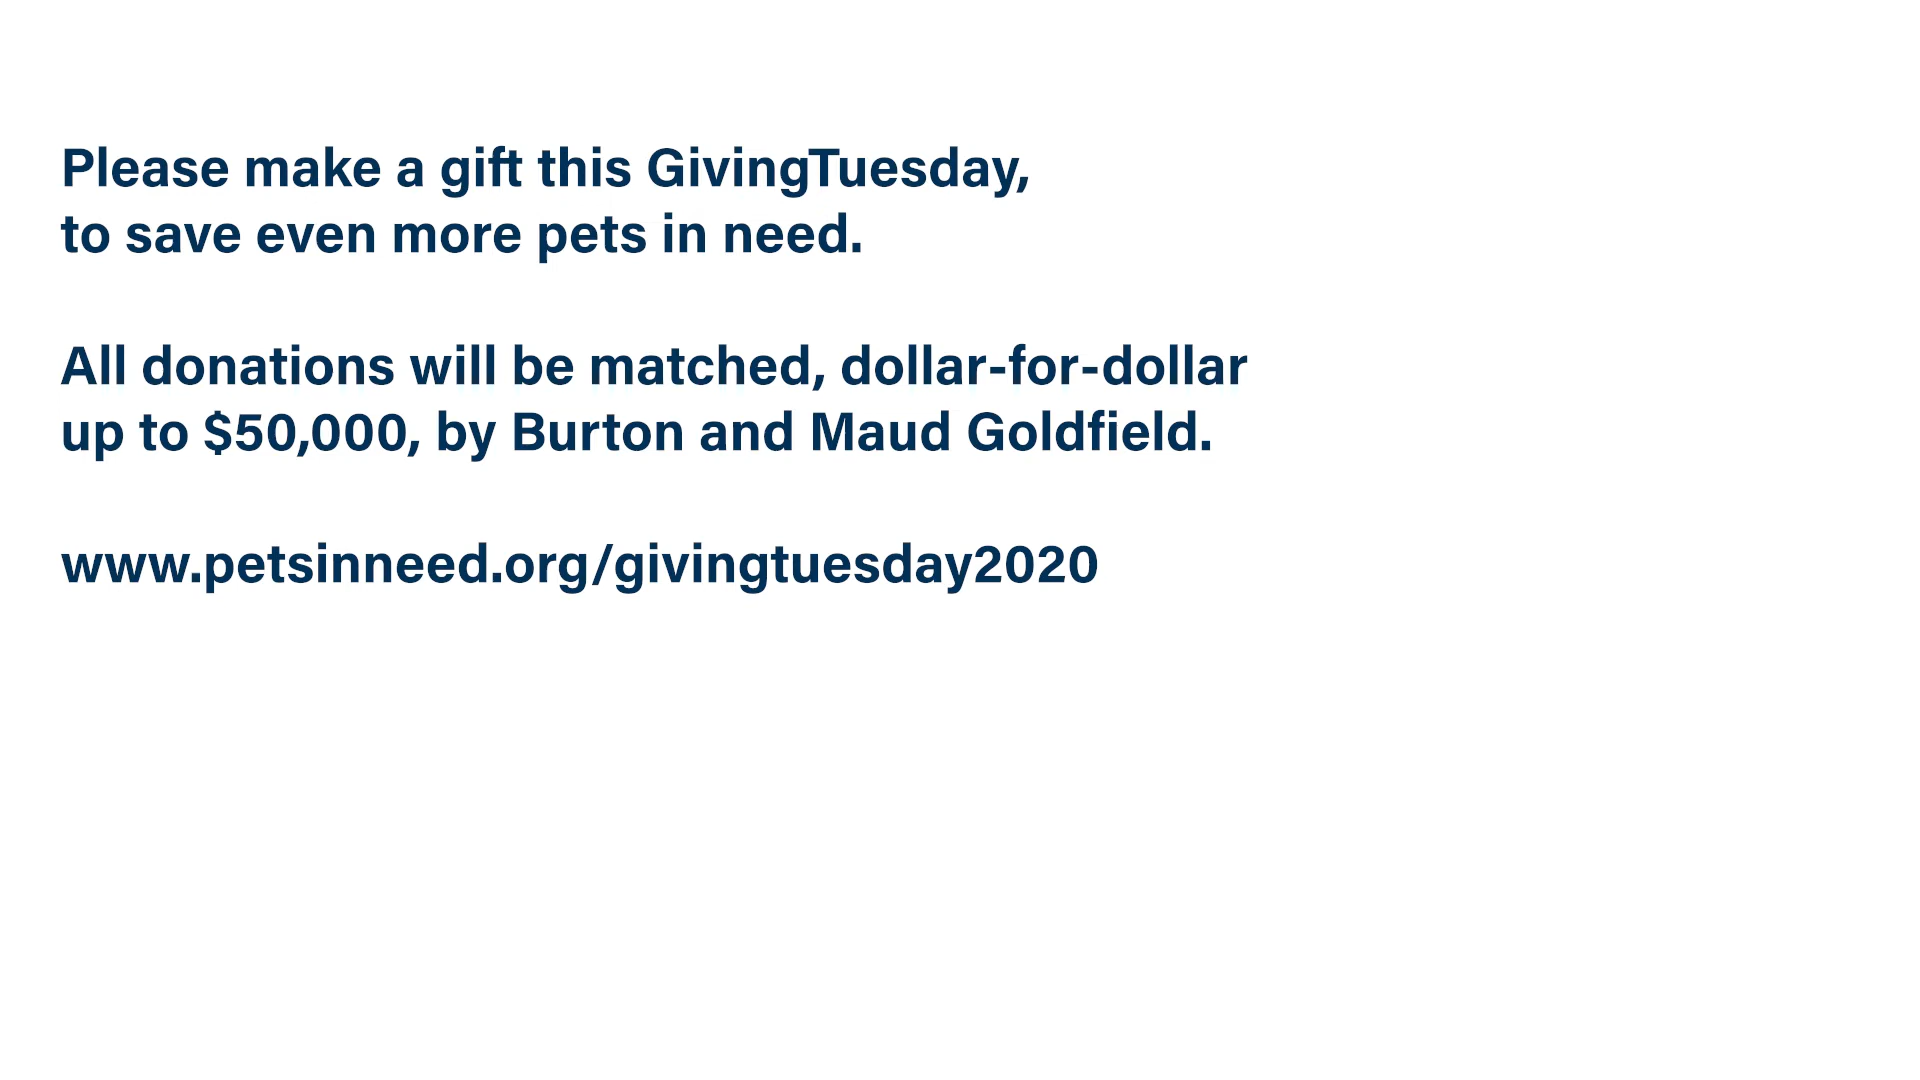 Please make a gift this GivingTuesday,
to save even more pets in need.
All donations will be matched, dollar-for-dollar
up to $50,000, by Burton and Maud Goldfield.
www.petsinneed.org/givingtuesday2020